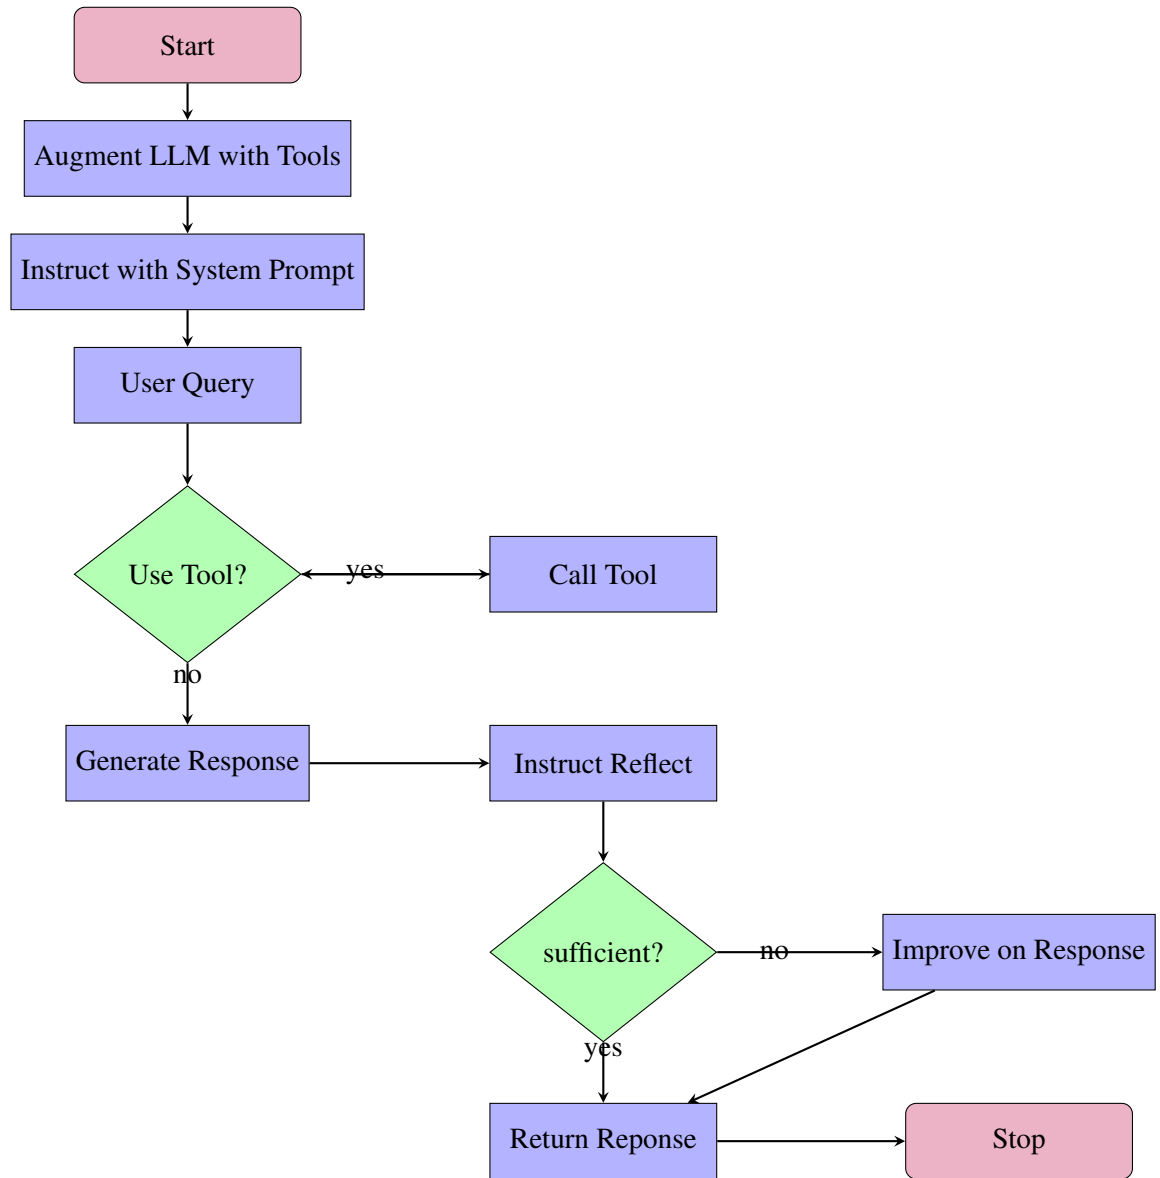 Start
Augment LLM with Tools
Instruct with System Prompt
User Query
Use Tool?
yes
Call Tool
no
Generate Response
Instruct Reflect
sufficient?
no
Improve on Response
yes
Return Reponse
Stop